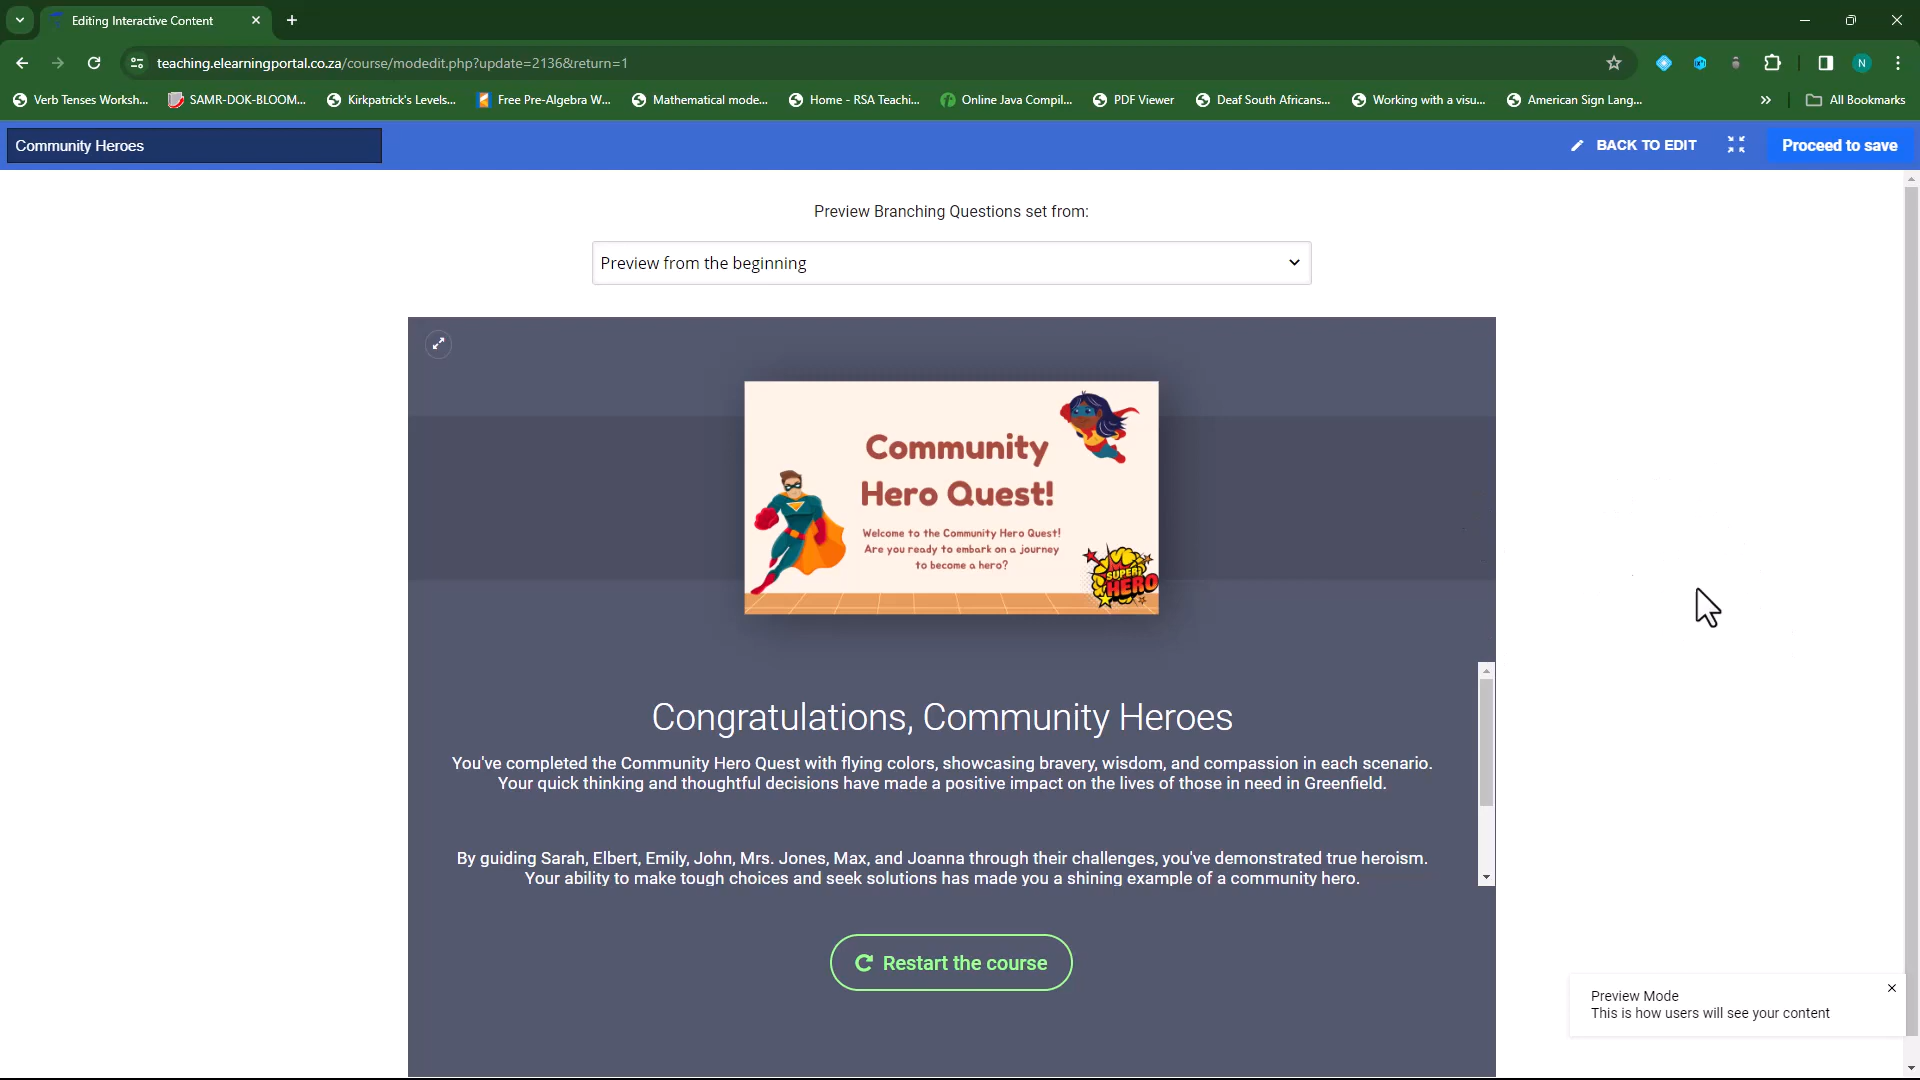 Editing Interactive Content
teaching.elearningportal.co.za/course/modedit.php?update=2136&return=1
N
Verb Tenses Worksh...
SAMR-DOK-BLOOM...
Kirkpatrick's Levels...
Free Pre-Algebra W...
Mathematical mode...
Home - RSA Teachi...
Online Java Compil...
PDF Viewer
Deaf South Africans...
Working with a visu...
American Sign Lang...
All Bookmarks
Community Heroes
BACK TO EDIT
Proceed to save
Preview Branching Questions set from:
Preview from the beginning
Community
Hero Quest!
Welcome to the Community Hero Quest!
Are you ready to embark on a journey
to become a hero?
SUPER
HERO
Congratulations, Community Heroes
You've completed the Community Hero Quest with flying colors, showcasing bravery, wisdom, and compassion in each scenario.
Your quick thinking and thoughtful decisions have made a positive impact on the lives of those in need in Greenfield.
By guiding Sarah, Elbert, Emily, John, Mrs. Jones, Max, and Joanna through their challenges, you've demonstrated true heroism.
Your ability to make tough choices and seek solutions has made you a shining example of a community hero.
Restart the course
Preview Mode
This is how users will see your content